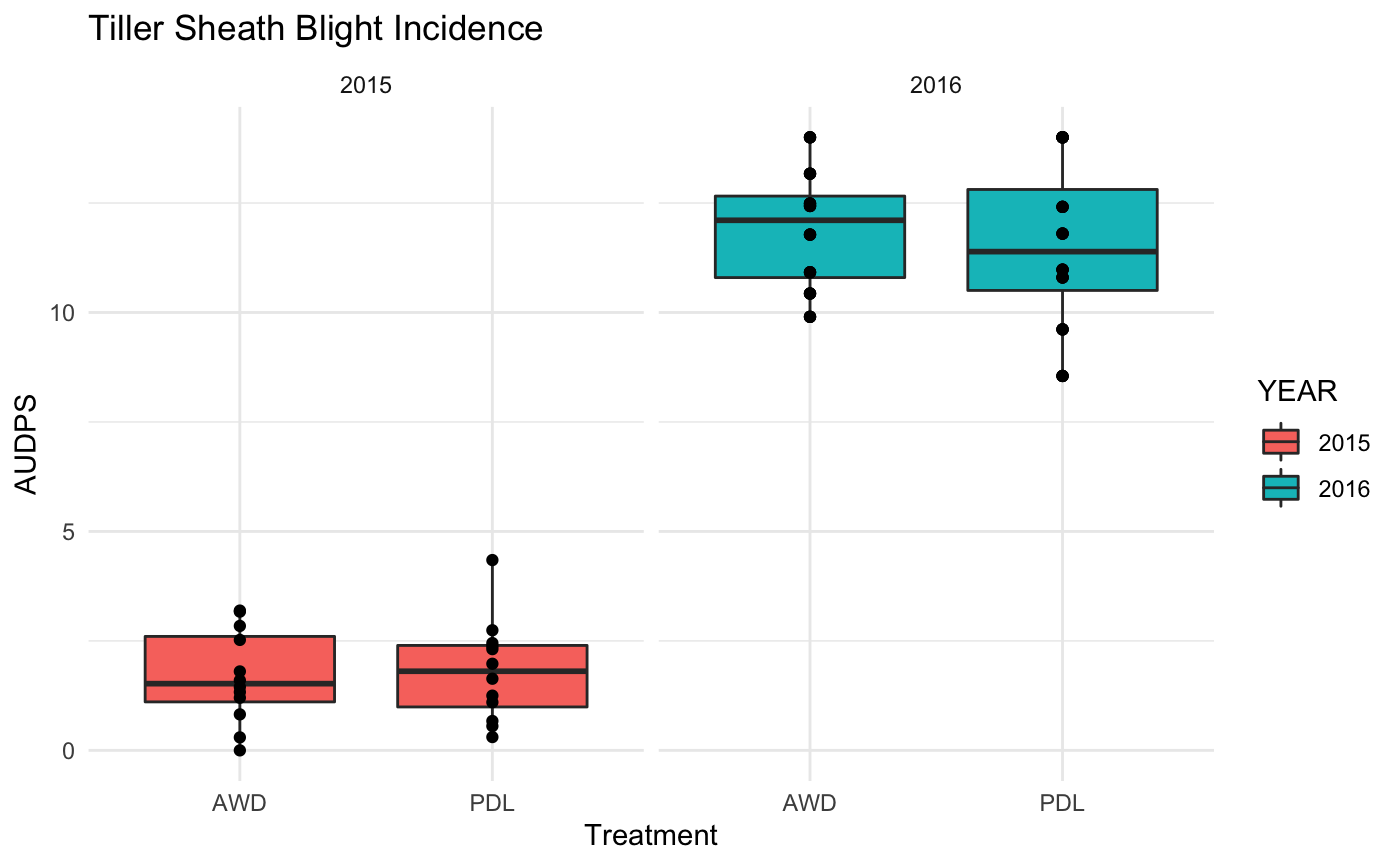 Tiller Sheath Blight Incidence
2015
2016
10
5
0
AUDPS
AWD
PDL
AWD
PDL
Treatment
YEAR
2015
2016